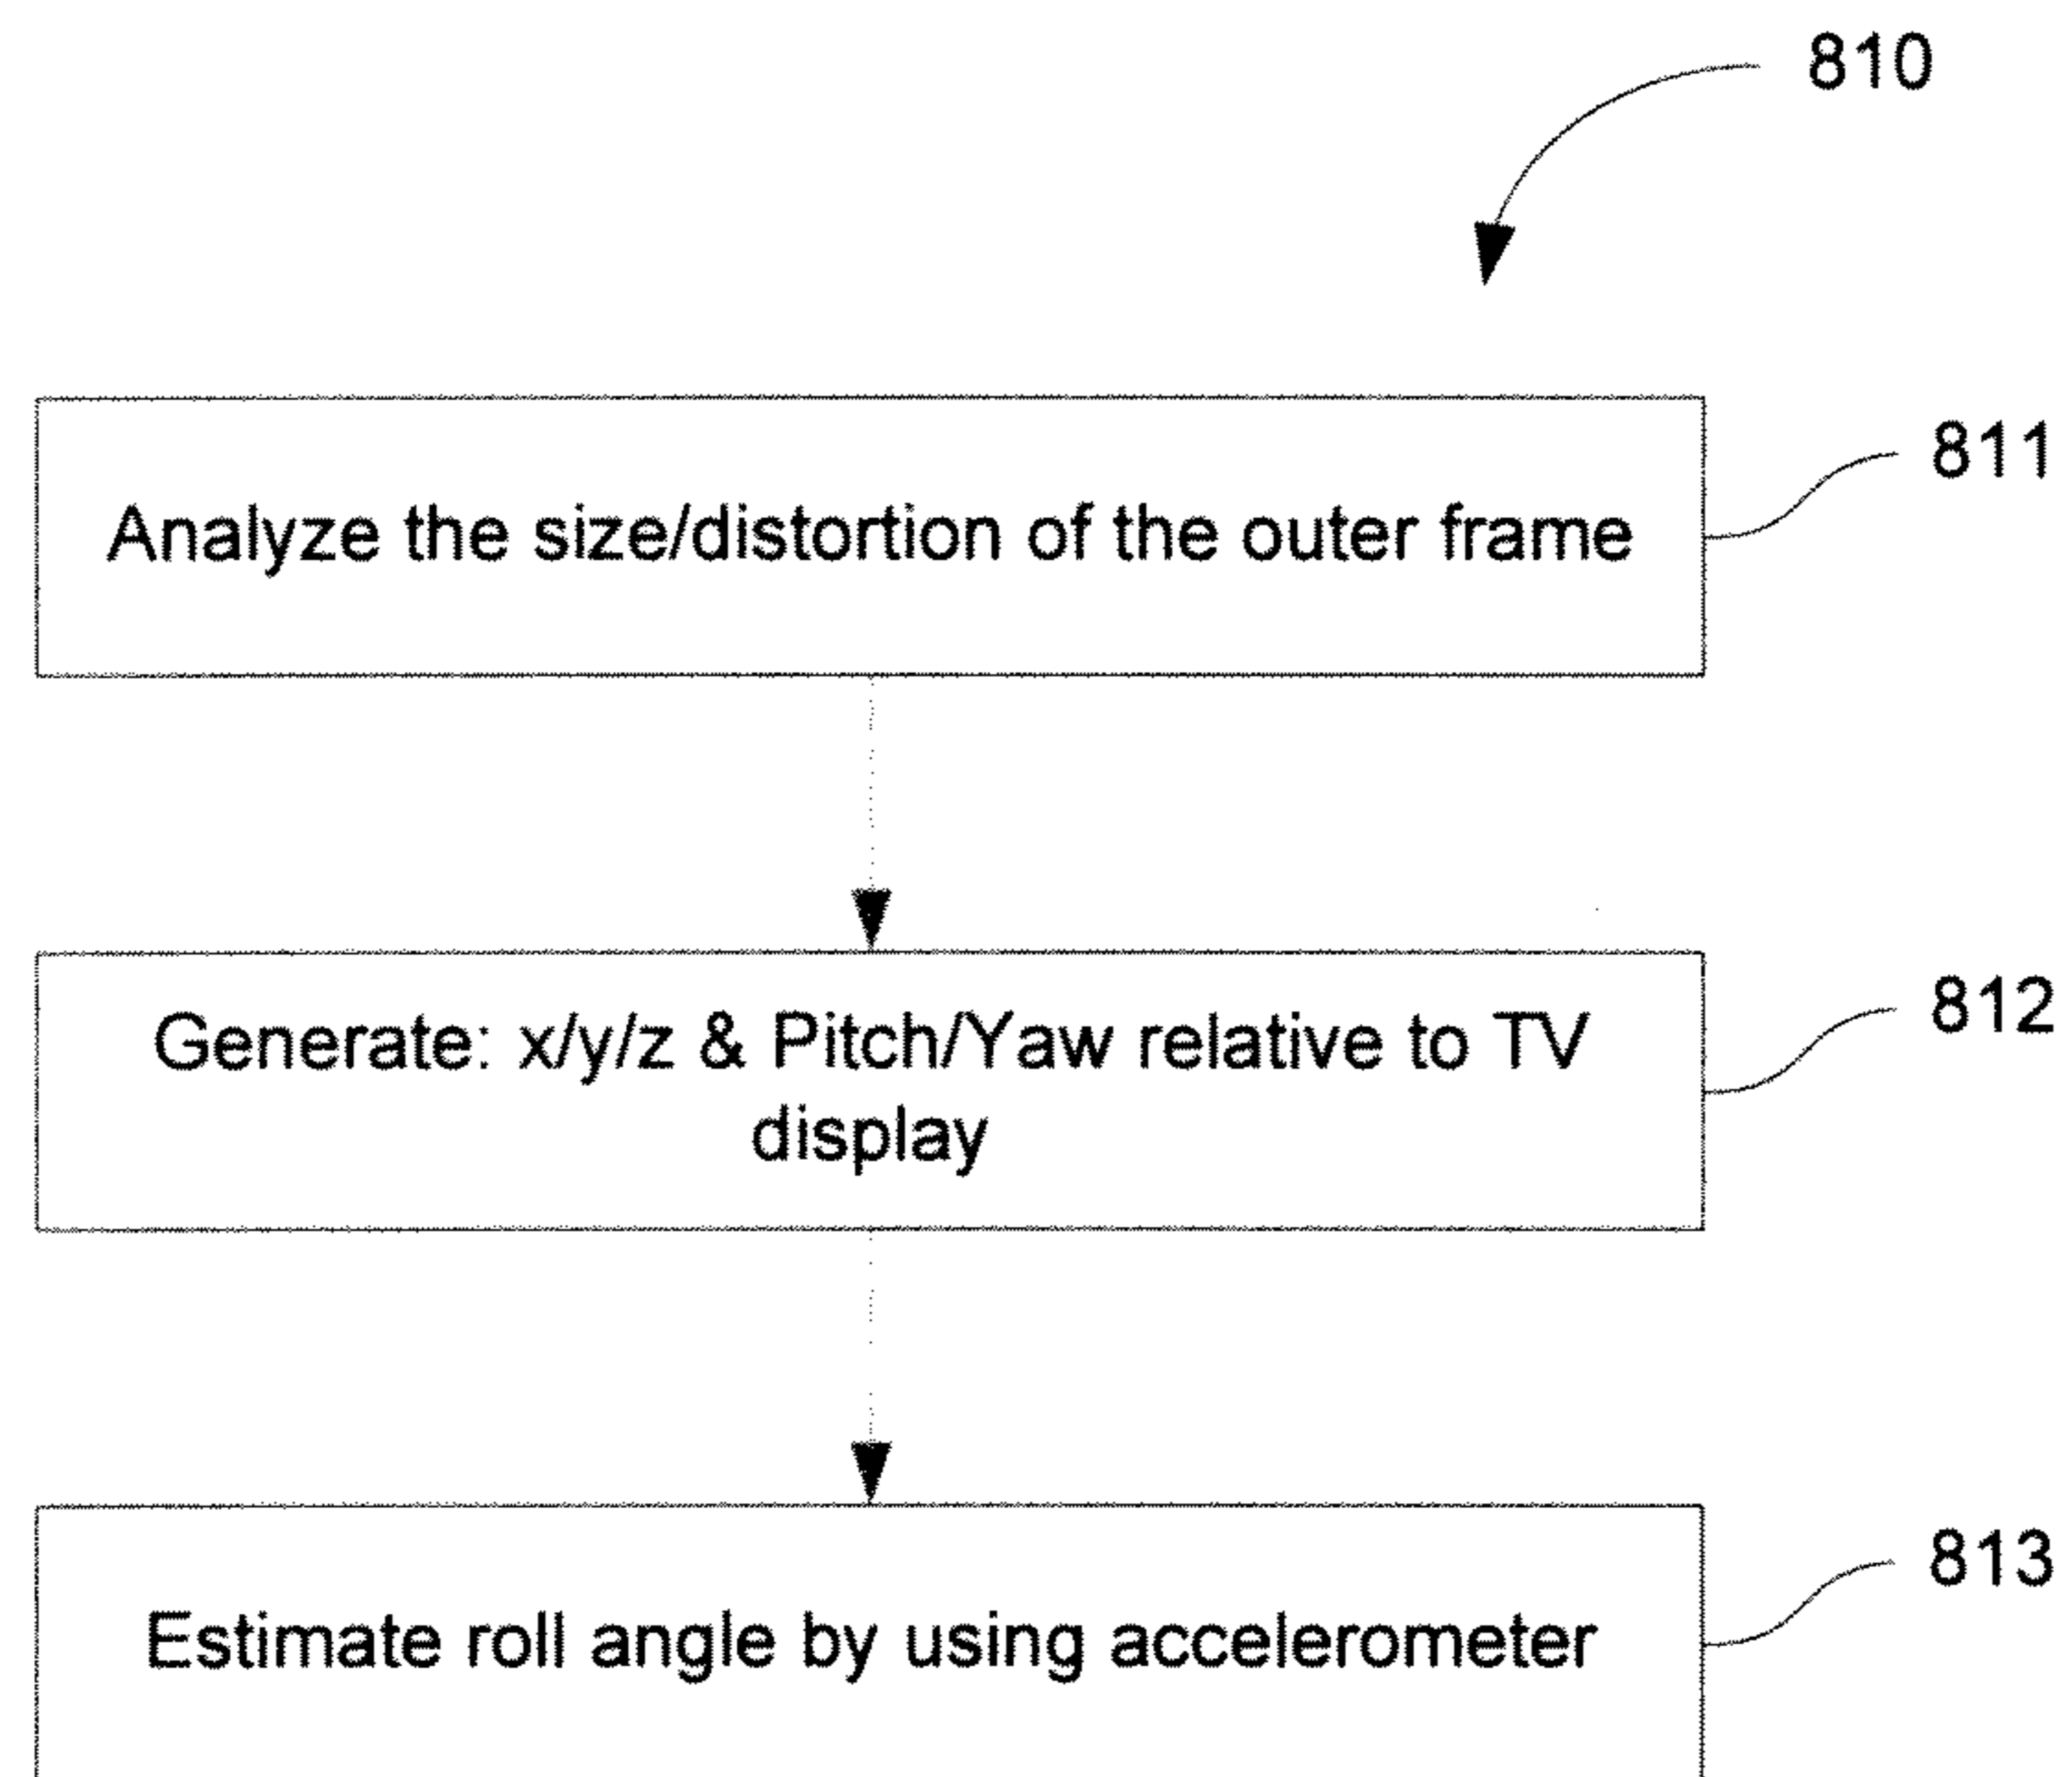 810
811
Analyze the size/distortion of the outer frame
812
Generate: x/y/z & Pitch/Yaw relative to TV
display
813
Estimate roll angle by using accelerometer